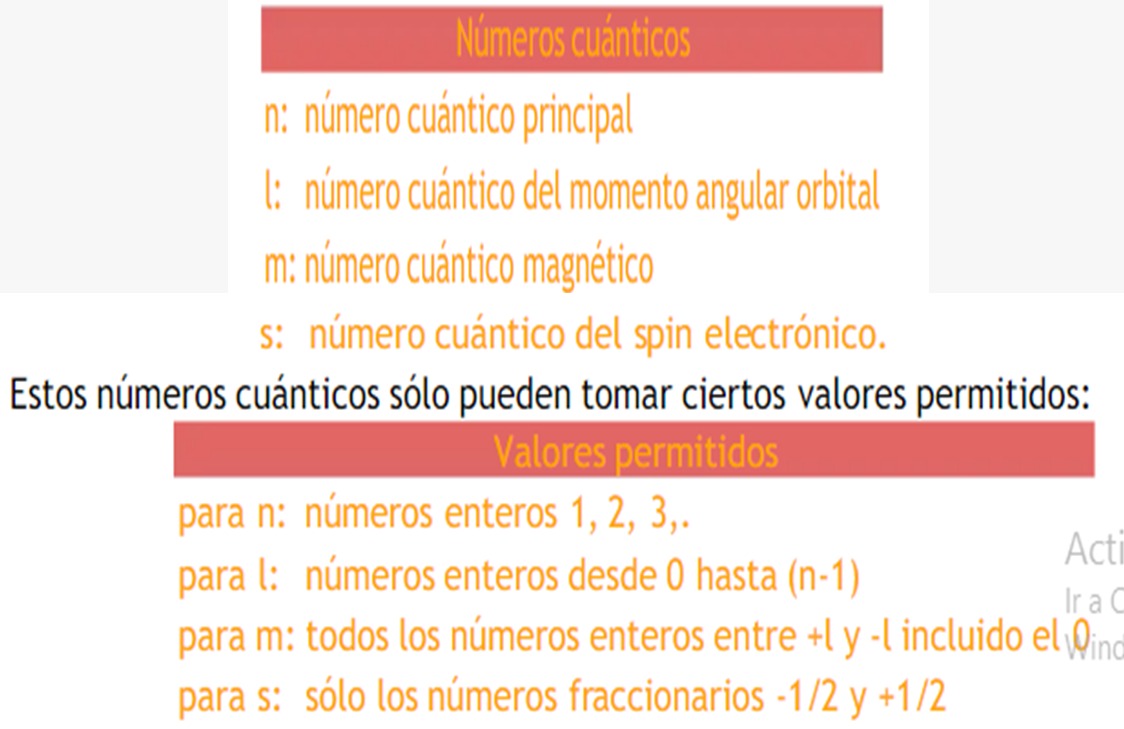 Números cuánticos
n: número cuántico principal
l: número cuántico del momento angular orbital
m: número cuántico magnético
s: número cuántico del spin electrónico.
Estos números cuánticos sólo pueden tomar ciertos valores permitidos:
Valores permitidos
para n: números enteros 1, 2, 3,.
para l: números enteros desde 0 hasta (n-1)
para m: todos los números enteros entre +l y -l incluido el 0
para s: sólo los números fraccionarios -1/2 y +1/2
Acti
Ir a C
Wind